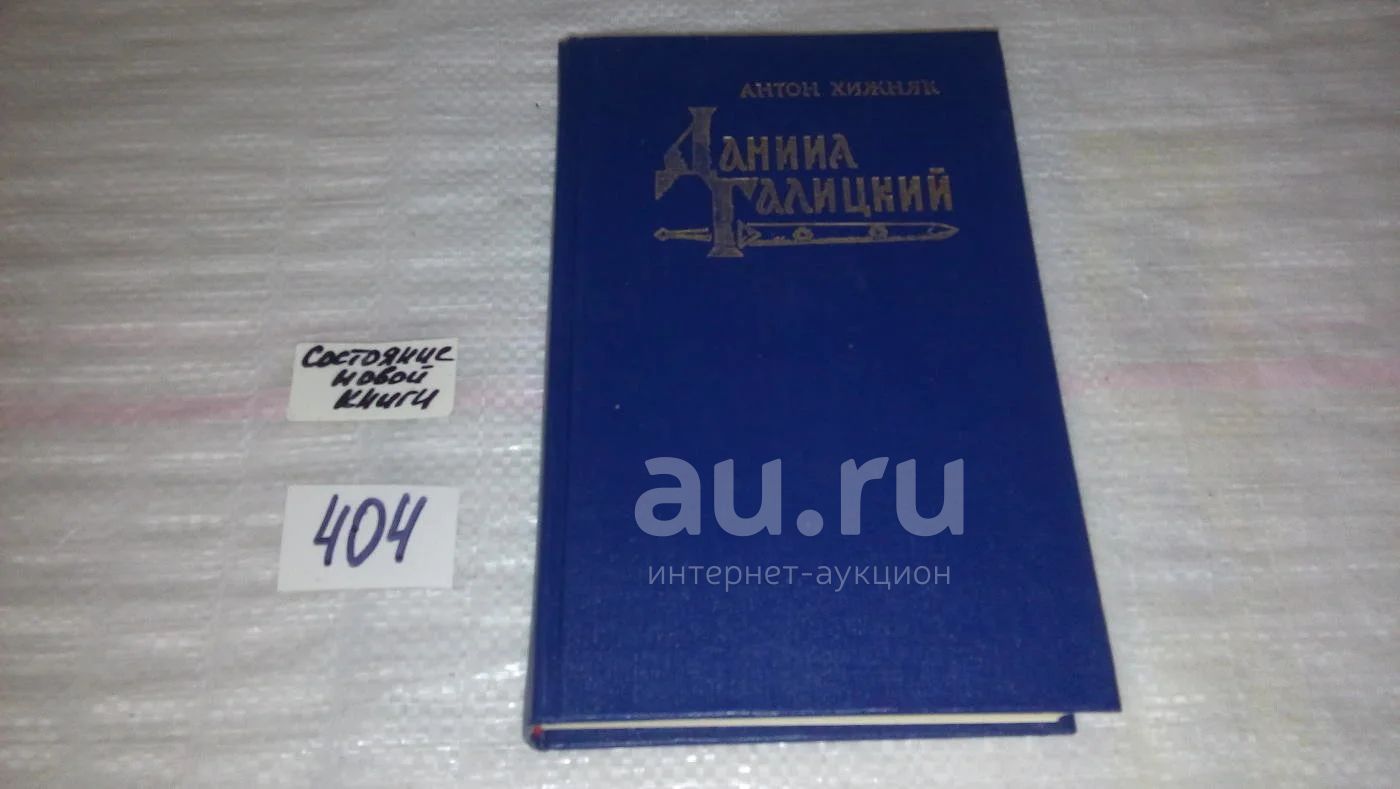 АНТОН ХИЖНЯК
ДАНИИЛ
ГАЛИЦКИЙ
Состояние
новой
книги
404
au.ru
интернет-аукцион